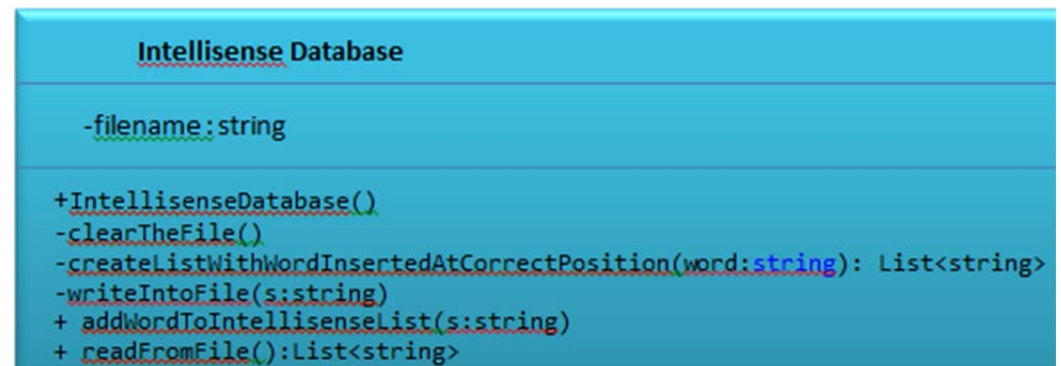 Intellisense Database
-filename:string
+IntellisenseDatabase()
-clearTheFile()
-createListWithWordInsertedAtCorrectPosition(word:string): List<string>
-writeIntoFile(s:string)
+ addWordToIntellisenseList(s:string)
+ readFromFile():List<string>